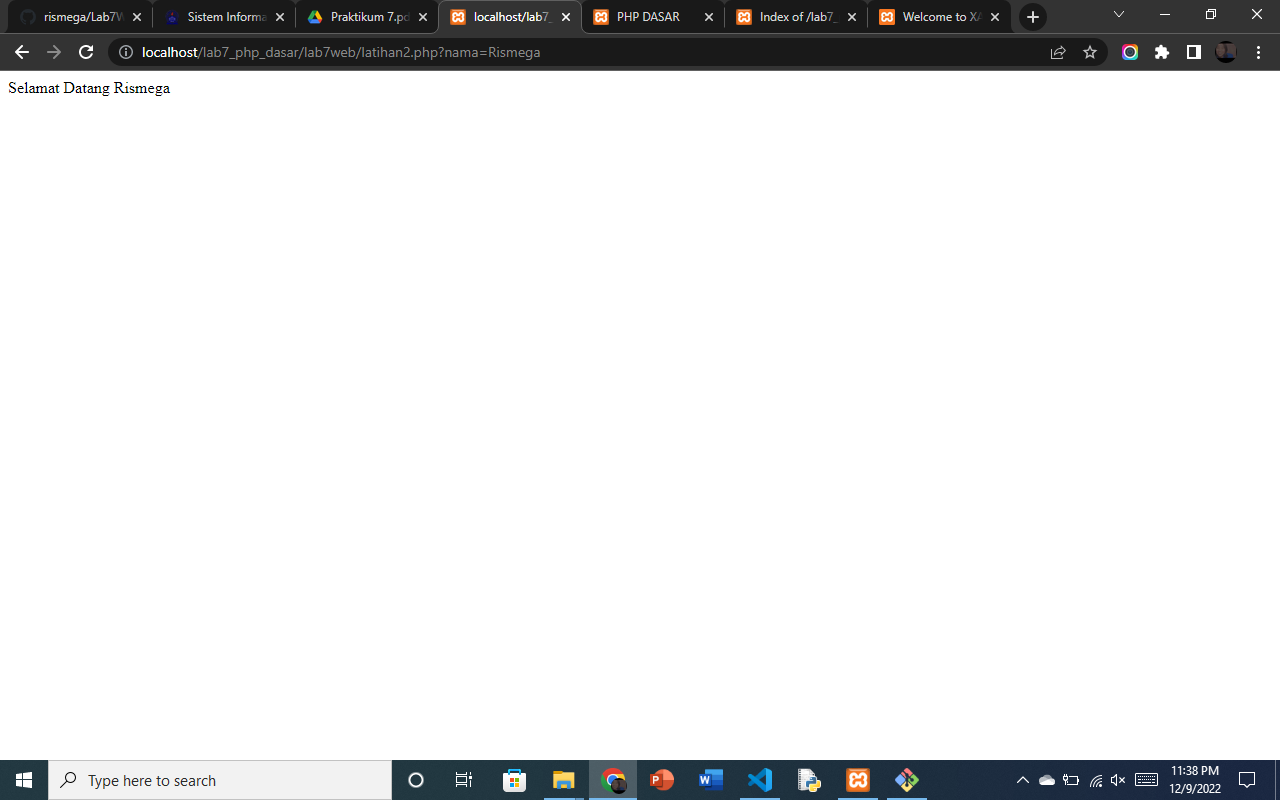 rismega/Lab7W
Sistem Informa
Praktikum 7.pd
localhost/lab7_
PHP DASAR
Index of /lab7_
Welcome to XA
localhost/lab7_php_dasar/lab7web/latihan2.php?nama=Rismega
Selamat Datang Rismega
Type here to search
11:38 PM
12/9/2022